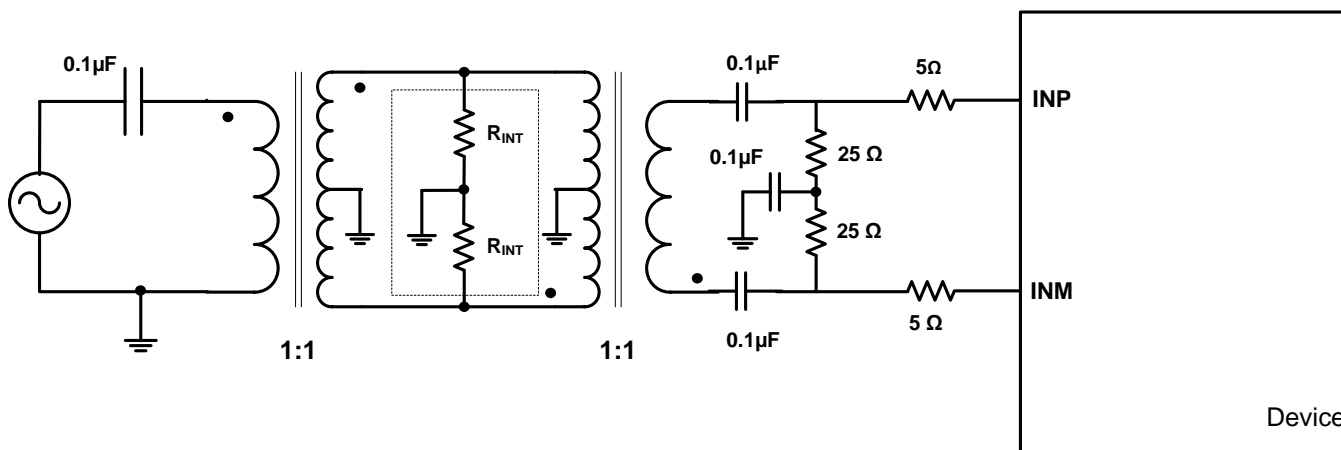 0.1µF
0.1µF
5Ω
INP
R_INT
25 Ω
0.1µF
25 Ω
R_INT
INM
5 Ω
0.1µF
1:1
1:1
Device